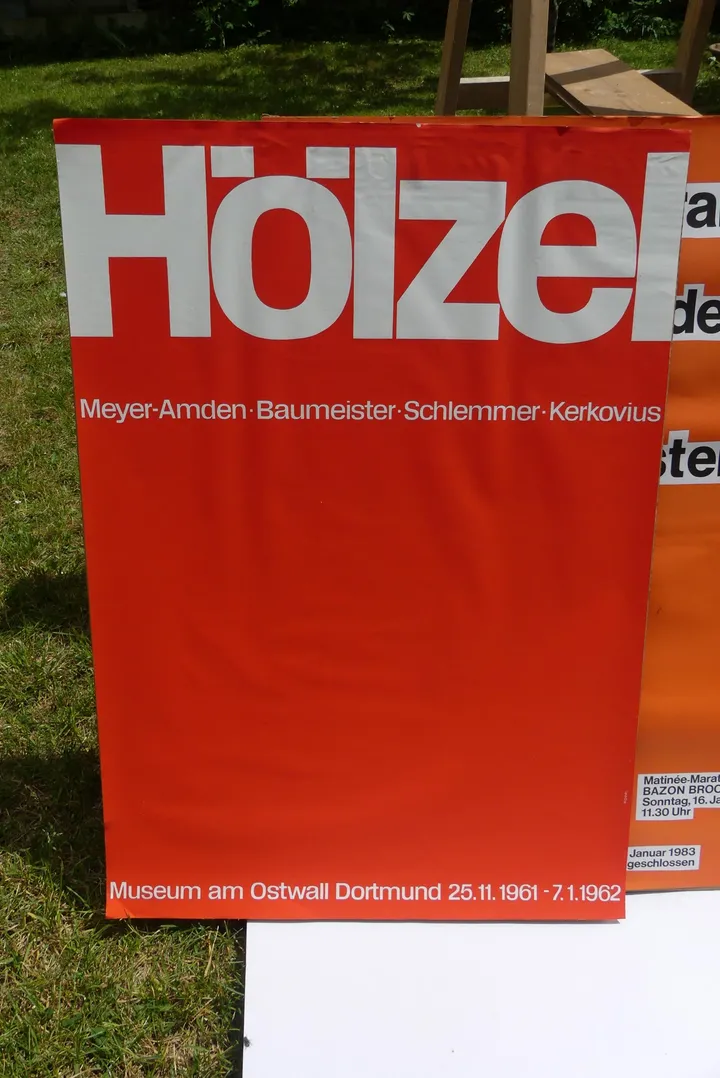 Hölzel
Meyer-Amden·Baumeister·Schlemmer·Kerkovius
Museum am Ostwall Dortmund 25.11.1961 - 7.1.1962
de
ste
Matinée-Marat
BAZON BROC
Sonntag, 16. Ja
11.30 Uhr
Januar 1983
geschlossen